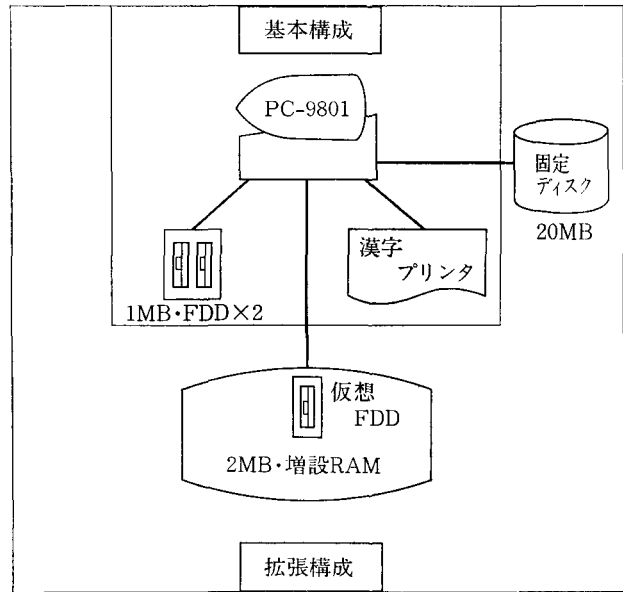 基本構成
PC-9801
固定
ディスク
20MB
漢字
プリンタ
1MB・FDD×2
仮想
FDD
2MB・増設RAM
拡張構成